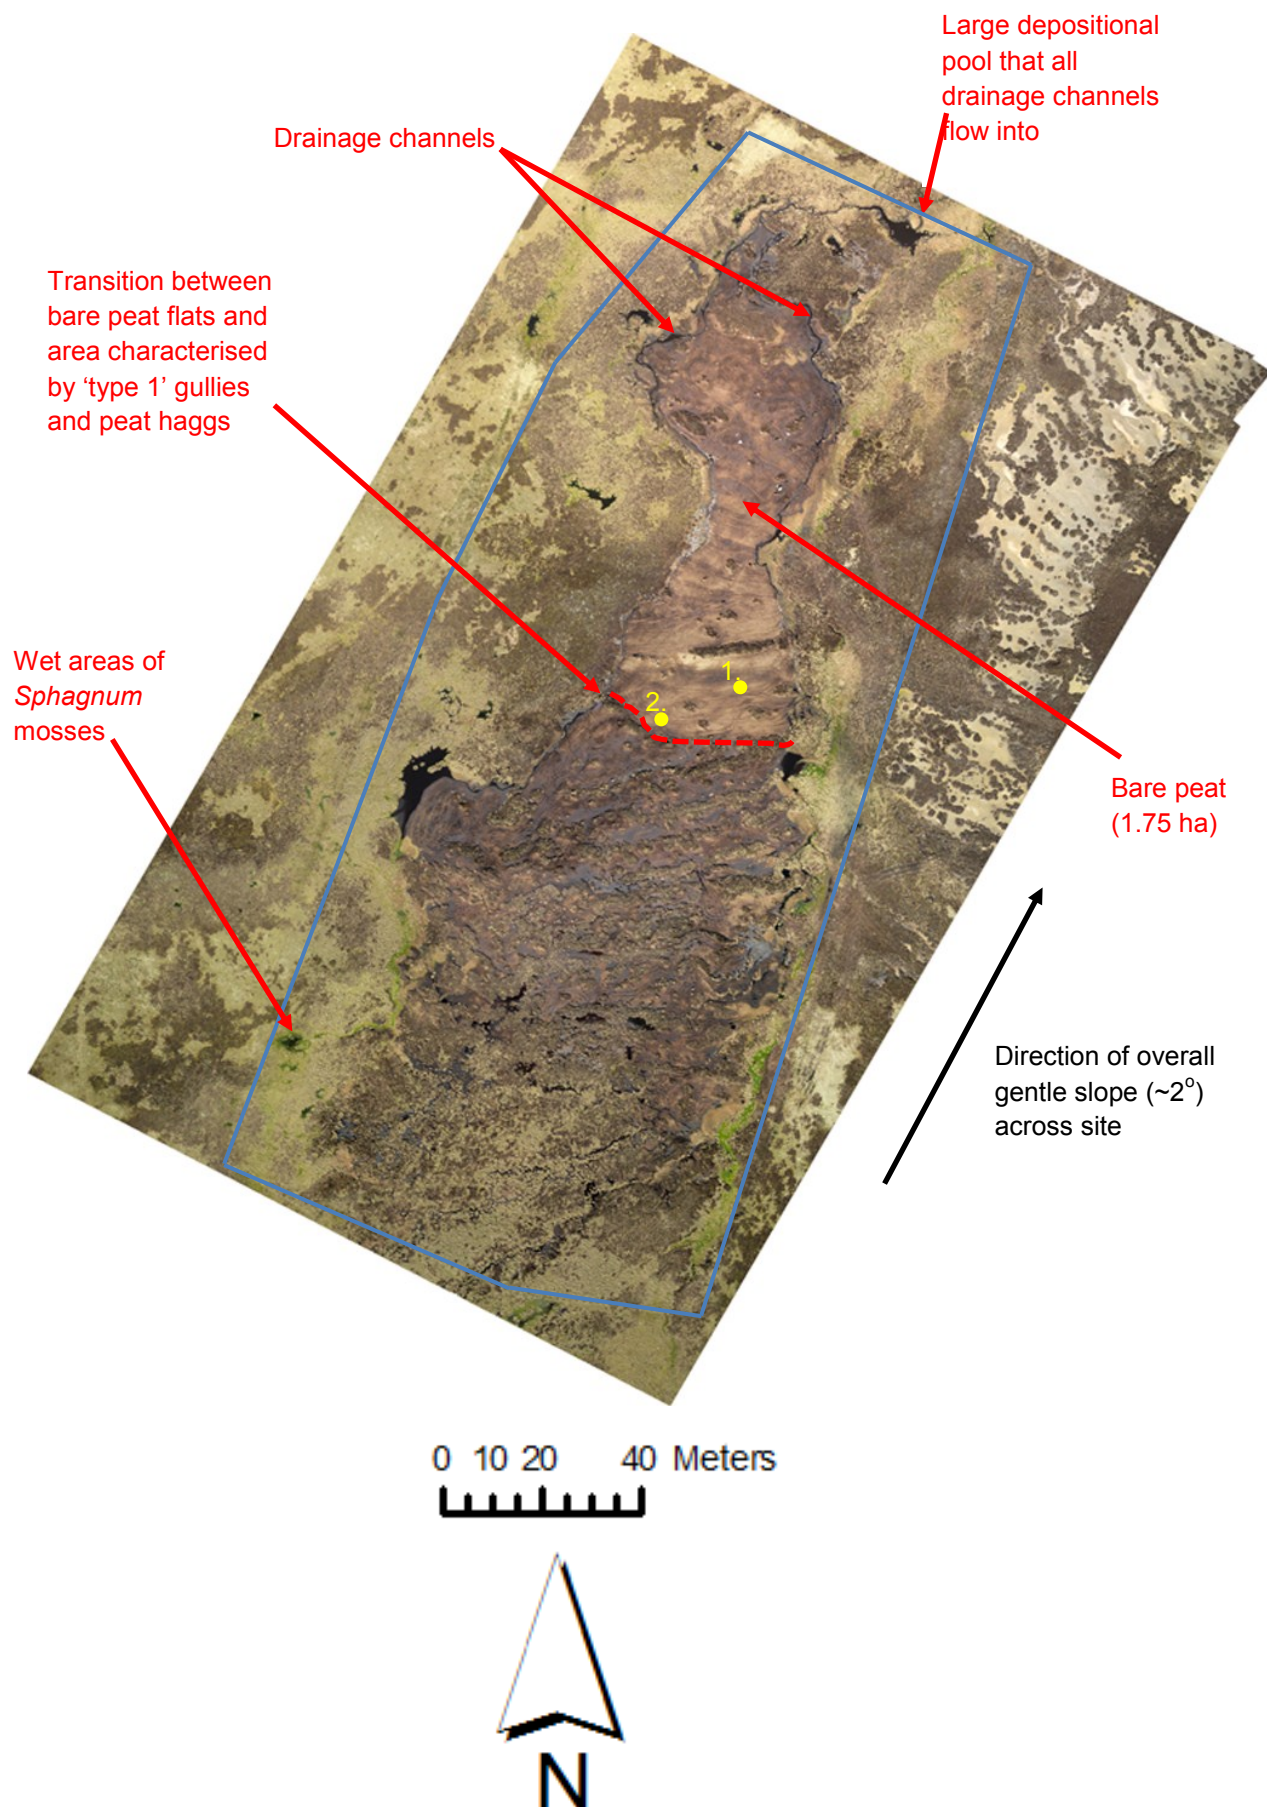 Large depositional
pool that all
drainage channels
flow into
Drainage channels
Transition between
bare peat flats and
area characterised
by ‘type 1’ gullies
and peat haggs
Wet areas of
Sphagnum
mosses
1.
2.
Bare peat
(1.75 ha)
Direction of overall
gentle slope (~2°)
across site
0 10 20 40 Meters
N